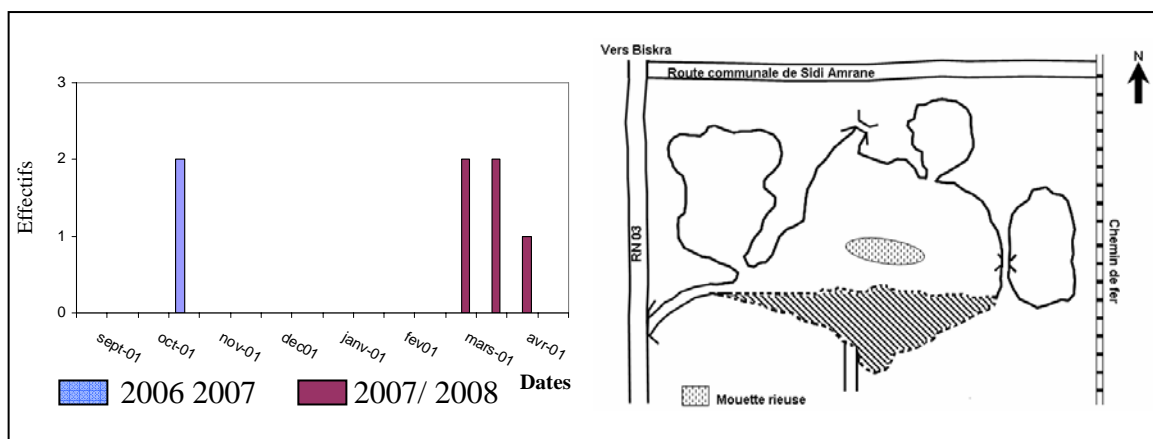 3
2
1
0
Effectifs
sept-01
oct-01
nov-01
dec01
janv-01
fev01
mars-01
avr-01
Dates
2006 2007
2007/ 2008
Vers Biskra
Route communale de Sidi Amrane
N
RN 03
Chemin de fer
Mouette rieuse